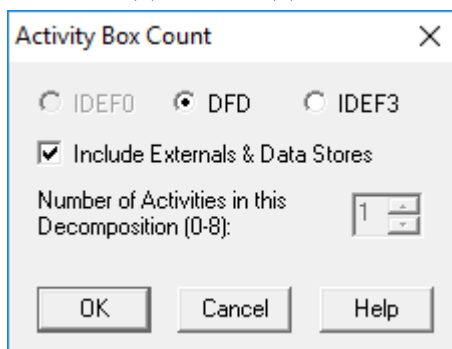 Activity Box Count
IDEF0 DFD IDEF3
Include Externals & Data Stores
Number of Activities in this
Decomposition (0-8):
1
OK Cancel Help